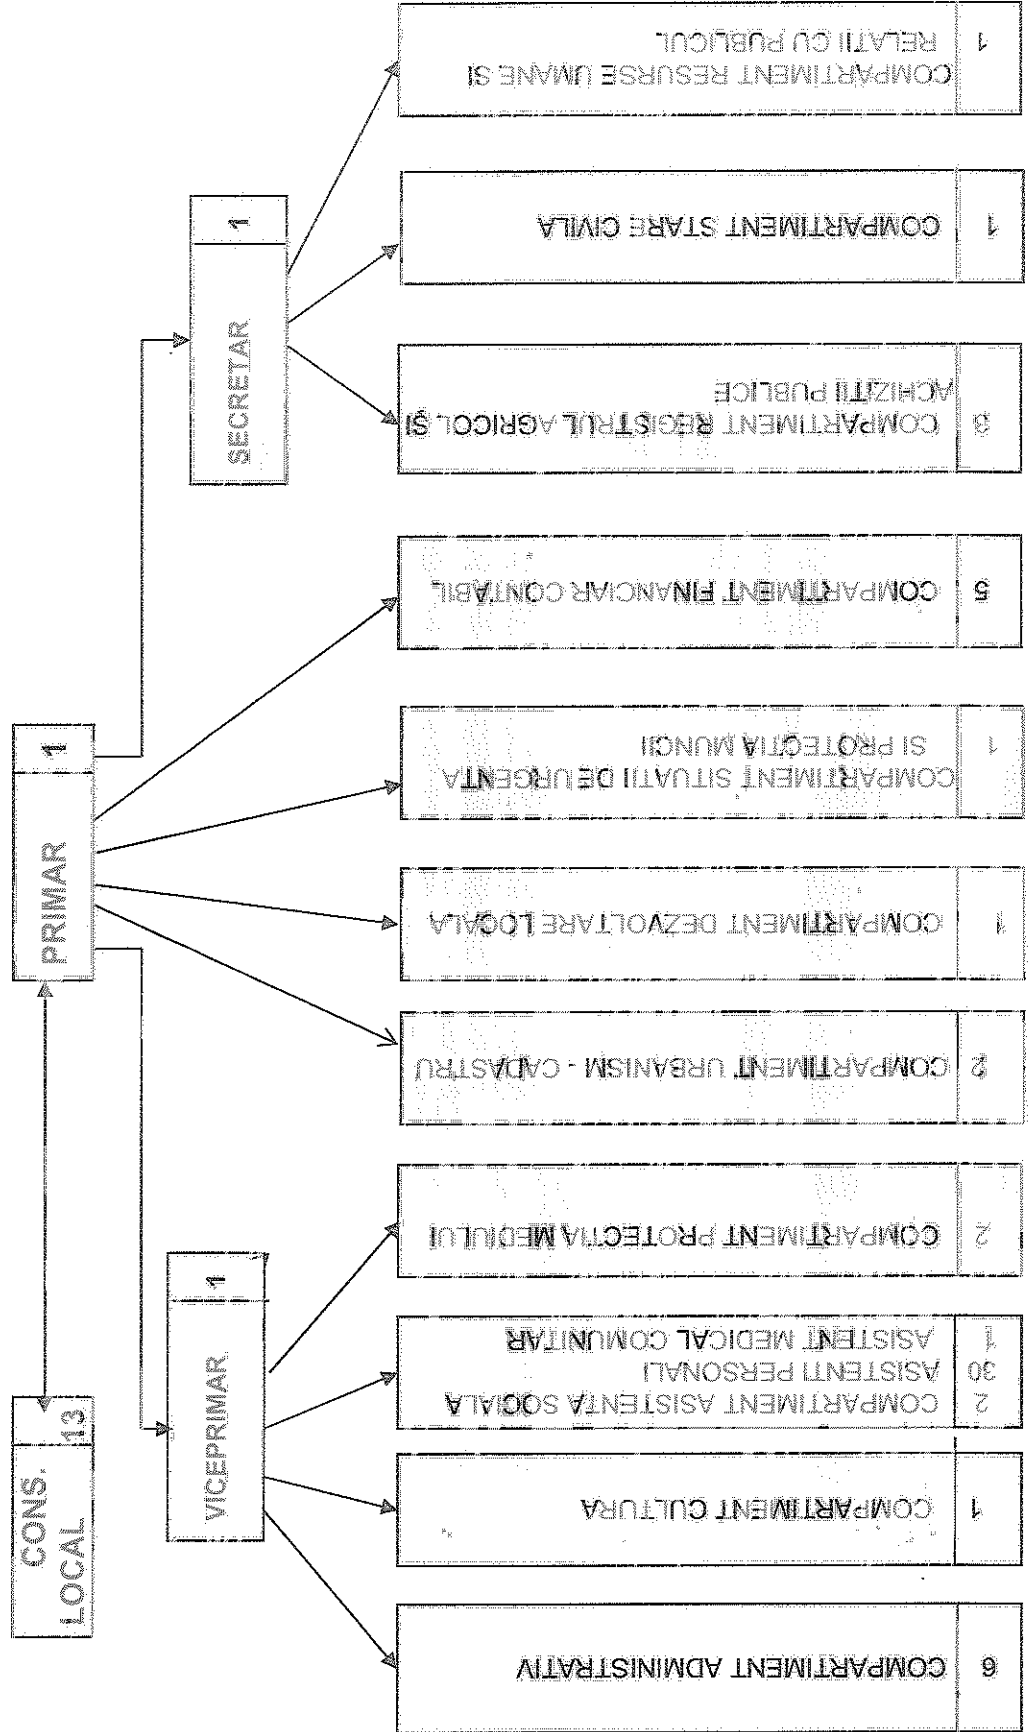 CONS.
LOCAL 13
PRIMAR 1
VICEPRIMAR 1
SECRETAR 1
COMPARTIMENT ADMINISTRATIV 6
COMPARTIMENT CULTURA 1
COMPARTIMENT ASISTENTA SOCIALA 2
ASISTENTI PERSONALI 30
ASISTENT MEDICAL COMUNITAR 1
COMPARTIMENT PROTECTIA MEDIULUI 2
COMPARTIMENT URBANISM - CADASTRU 2
COMPARTIMENT DEZVOLTARE LOCALA 1
COMPARTIMENT SITUATII DE URGENTA
SI PROTECTIA MUNCII 1
COMPARTIMENT FINANCIAR CONTABIL 5
COMPARTIMENT REGISTRUL AGRICOL ŞI 3
ACHIZITII PUBLICE
COMPARTIMENT STARE CIVILA 1
COMPARTIMENT RESURSE UMANE SI
RELATII CU PUBLICUL 1